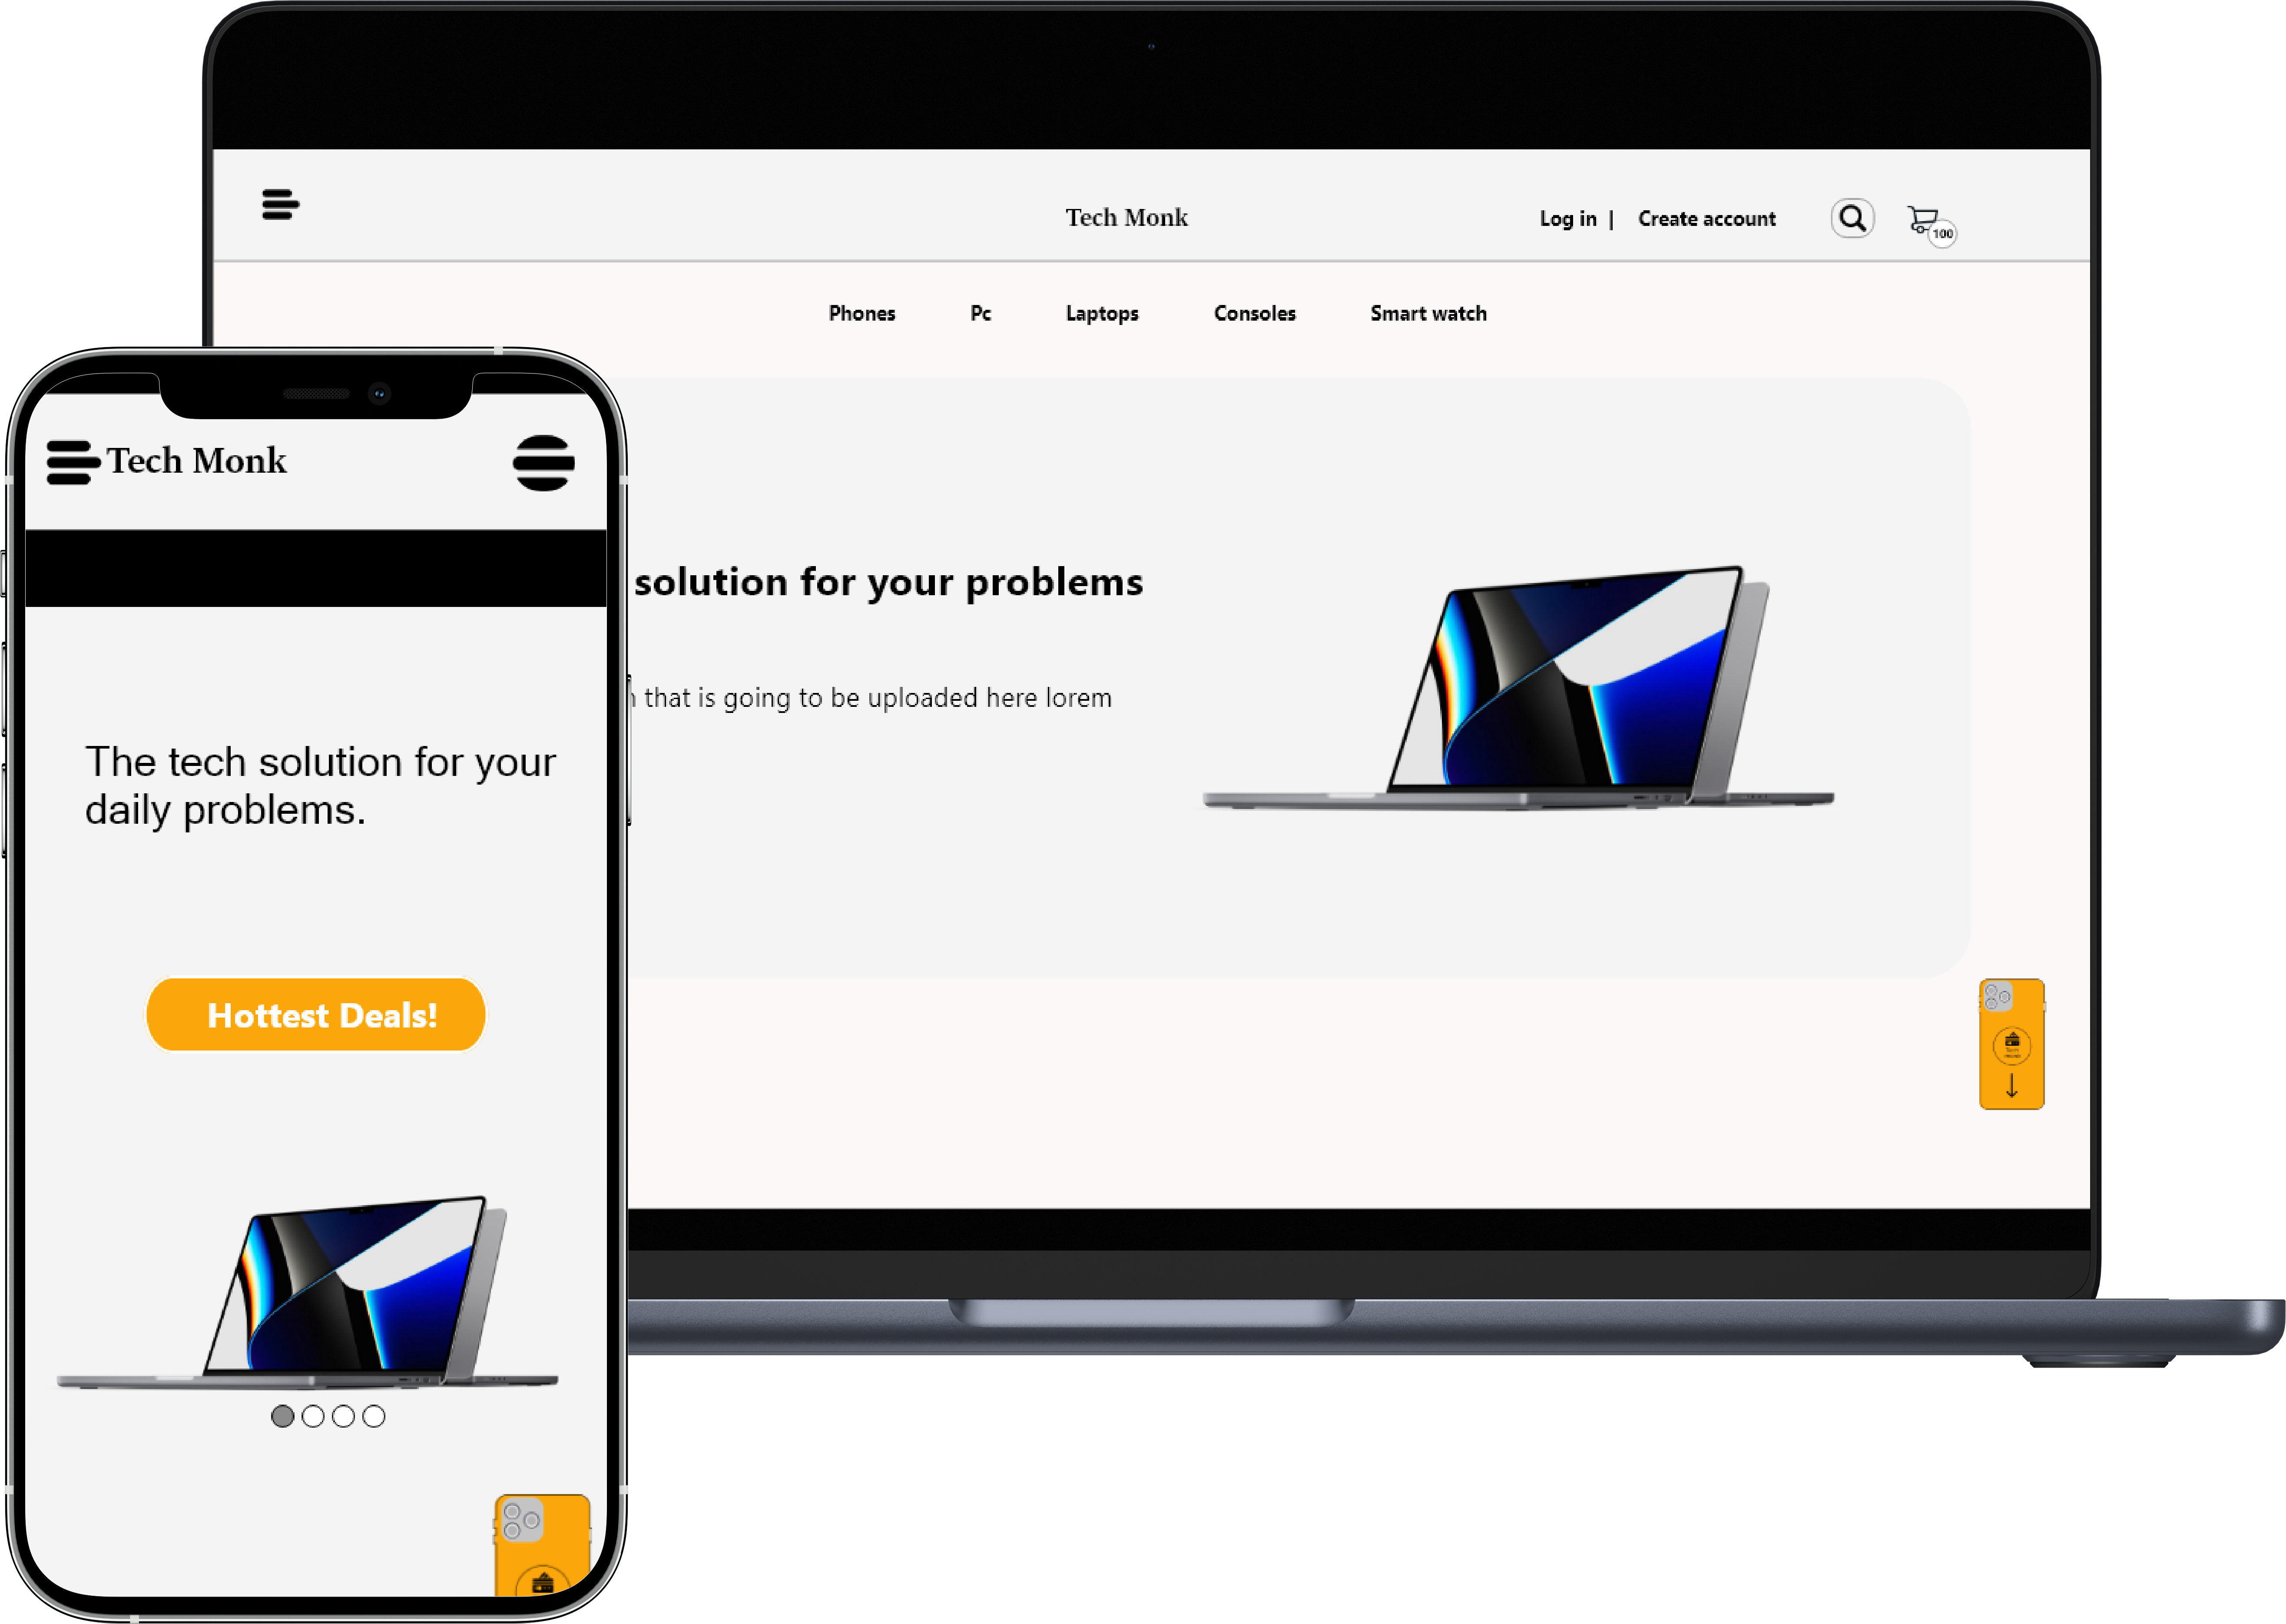 Tech Monk
Log in | Create account
100
Phones Pc Laptops Consoles Smart watch
solution for your problems
that is going to be uploaded here lorem
Tech Monk
The tech solution for your
daily problems.
Hottest Deals!